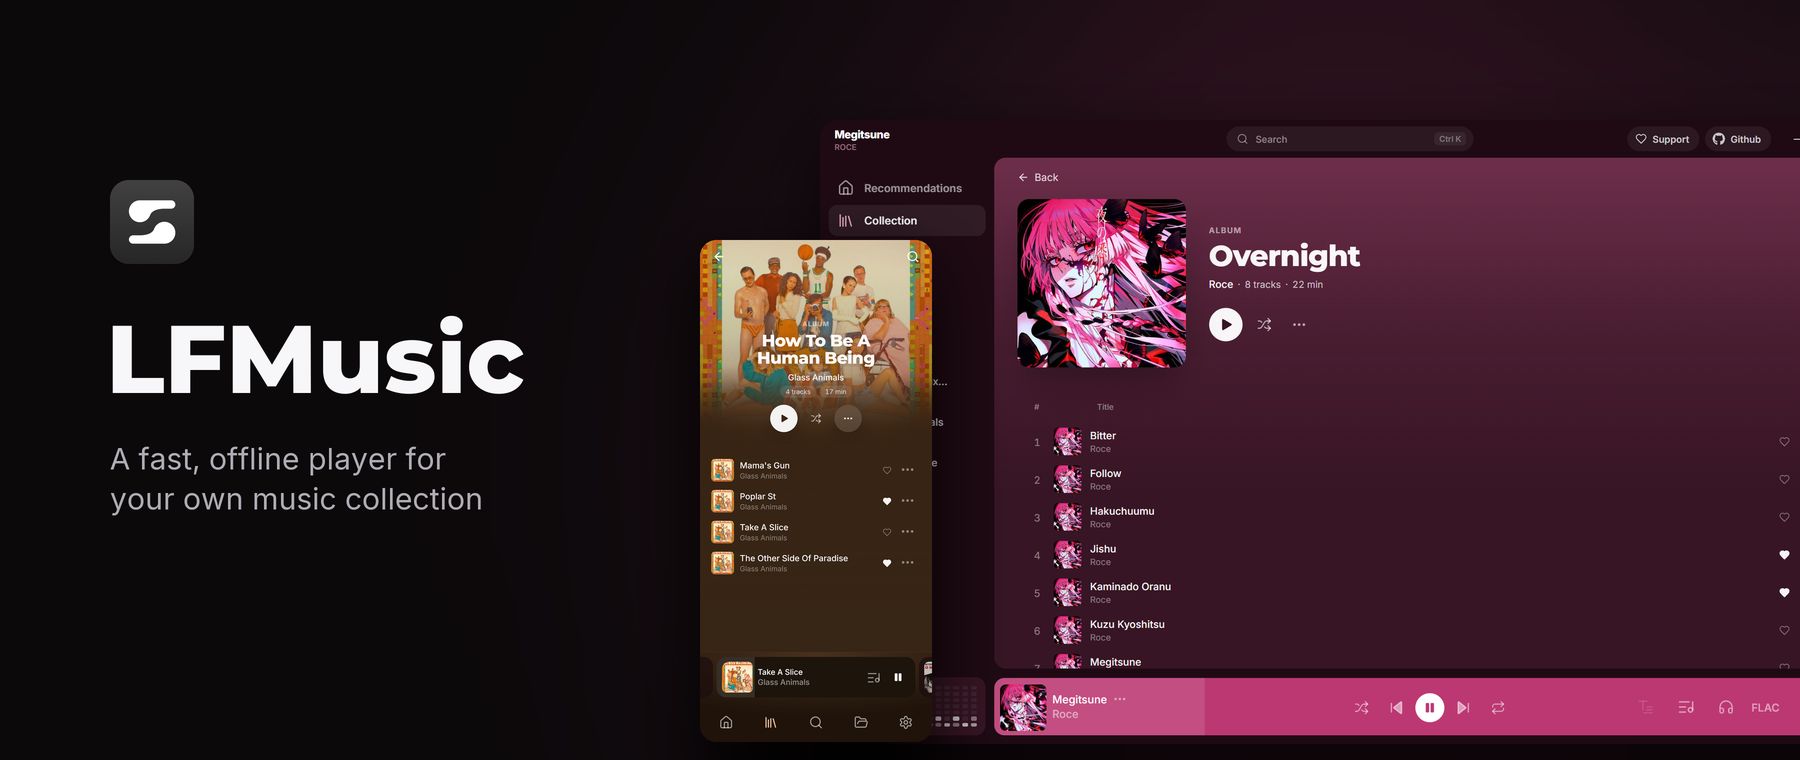 LFMusic
A fast, offline player for
your own music collection
ALBUM
How To Be A
Human Being
Glass Animals
4 tracks 17 min
Mama's Gun
Glass Animals
Poplar St
Glass Animals
Take A Slice
Glass Animals
The Other Side Of Paradise
Glass Animals
Take A Slice
Glass Animals
Megitsune
ROCE
Search
Ctrl K
Support
Github
Recommendations
Collection
Back
ALBUM
Overnight
Roce · 8 tracks · 22 min
# Title
1 Bitter
Roce
2 Follow
Roce
3 Hakuchuumu
Roce
4 Jishu
Roce
5 Kaminado Oranu
Roce
6 Kuzu Kyoshitsu
Roce
7 Megitsune
Megitsune
Roce
FLAC